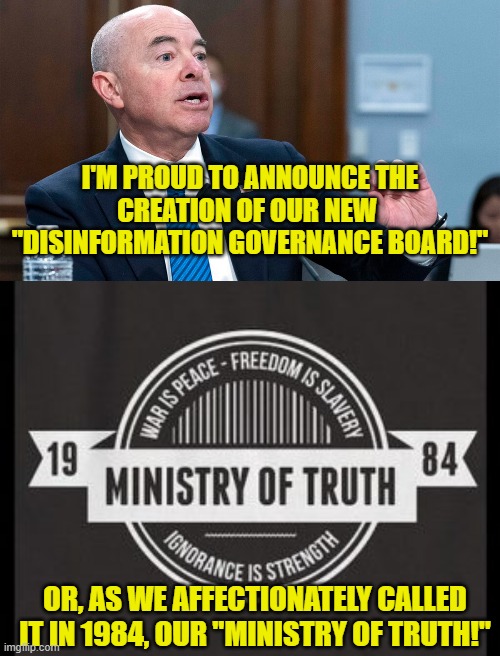 I'M PROUD TO ANNOUNCE THE
CREATION OF OUR NEW
"DISINFORMATION GOVERNANCE BOARD!"
WAR IS PEACE - FREEDOM IS SLAVERY
19 84
MINISTRY OF TRUTH
IGNORANCE IS STRENGTH
OR, AS WE AFFECTIONATELY CALLED
IT IN 1984, OUR "MINISTRY OF TRUTH!"
imgflip.com